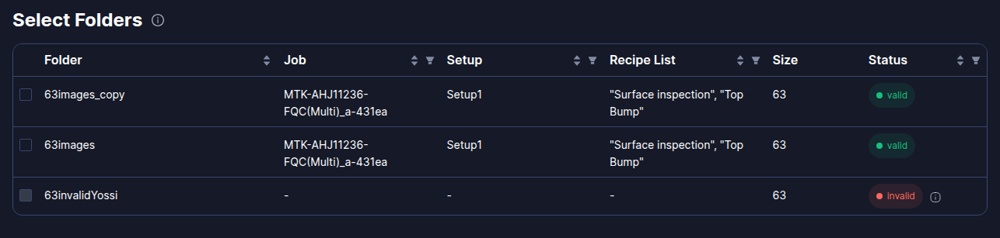 Select Folders
Folder Job Setup Recipe List Size Status
63images_copy MTK-AHJ11236- Setup1 "Surface inspection", "Top 63 valid
FQC(Multi)_a-431ea Bump"
63images MTK-AHJ11236- Setup1 "Surface inspection", "Top 63 valid
FQC(Multi)_a-431ea Bump"
63invalidYossi - - - 63 invalid